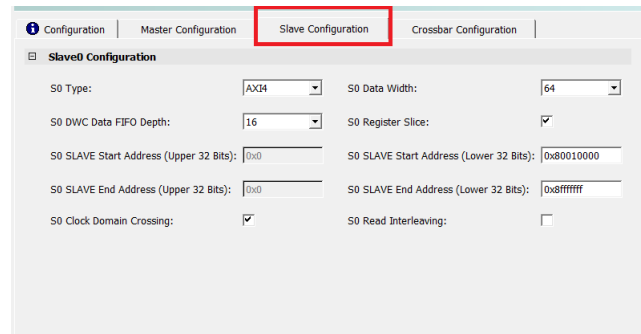 Configuration Master Configuration Slave Configuration Crossbar Configuration
Slave0 Configuration
S0 Type: AXI4 S0 Data Width: 64
S0 DWC Data FIFO Depth: 16 S0 Register Slice:
S0 SLAVE Start Address (Upper 32 Bits): 0x0 S0 SLAVE Start Address (Lower 32 Bits): 0x80010000
S0 SLAVE End Address (Upper 32 Bits): 0x0 S0 SLAVE End Address (Lower 32 Bits): 0x8fffffff
S0 Clock Domain Crossing: S0 Read Interleaving: